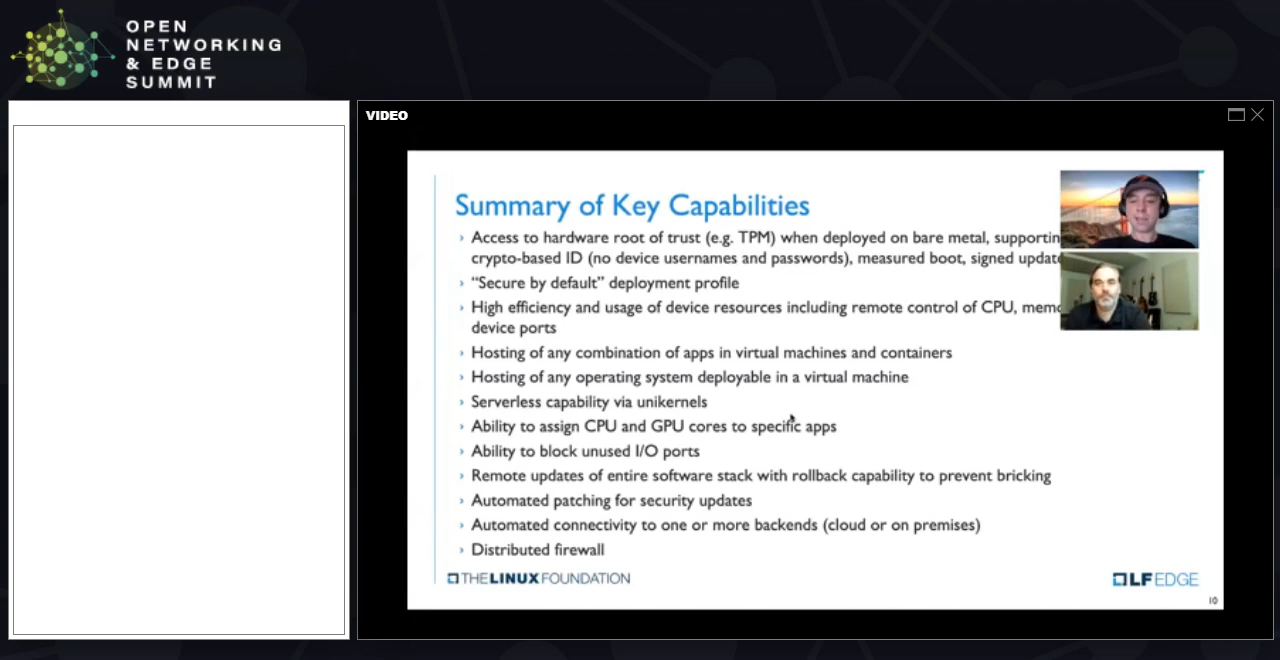 OPEN
NETWORKING
& EDGE
SUMMIT
VIDEO
Summary of Key Capabilities
› Access to hardware root of trust (e.g. TPM) when deployed on bare metal,
crypto-based ID (no device usernames and passwords), measured boot, signed
› “Secure by default” deployment profile
› High efficiency and usage of device resources including remote control of CPU,
device ports
› Hosting of any combination of apps in virtual machines and containers
› Hosting of any operating system deployable in a virtual machine
› Serverless capability via unikernels
› Ability to assign CPU and GPU cores to specific apps
› Ability to block unused I/O ports
› Remote updates of entire software stack with rollback capability to prevent bricking
› Automated patching for security updates
› Automated connectivity to one or more backends (cloud or on premises)
› Distributed firewall
THE LINUX FOUNDATION
LF EDGE
10